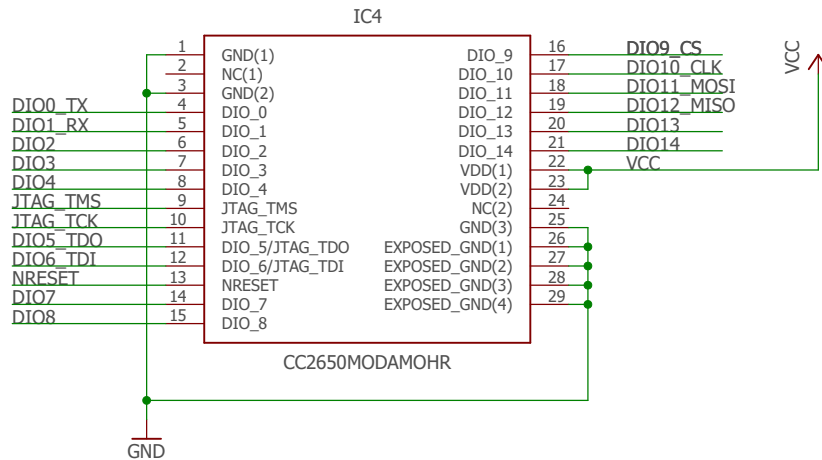 IC4
1 GND(1) DIO_9 16 DIO9_CS
2 NC(1) DIO_10 17 DIO10_CLK
3 GND(2) DIO_11 18 DIO11_MOSI
DIO0_TX 4 DIO_0 DIO_12 19 DIO12_MISO
DIO1_RX 5 DIO_1 DIO_13 20 DIO13
DIO2 6 DIO_2 DIO_14 21 DIO14
DIO3 7 DIO_3 VDD(1) 22 VCC
DIO4 8 DIO_4 VDD(2) 23
JTAG_TMS 9 JTAG_TMS NC(2) 24
JTAG_TCK 10 JTAG_TCK GND(3) 25
DIO5_TDO 11 DIO_5/JTAG_TDO EXPOSED_GND(1) 26
DIO6_TDI 12 DIO_6/JTAG_TDI EXPOSED_GND(2) 27
NRESET 13 NRESET EXPOSED_GND(3) 28
DIO7 14 DIO_7 EXPOSED_GND(4) 29
DIO8 15 DIO_8
VCC
CC2650MODAMOHR
GND